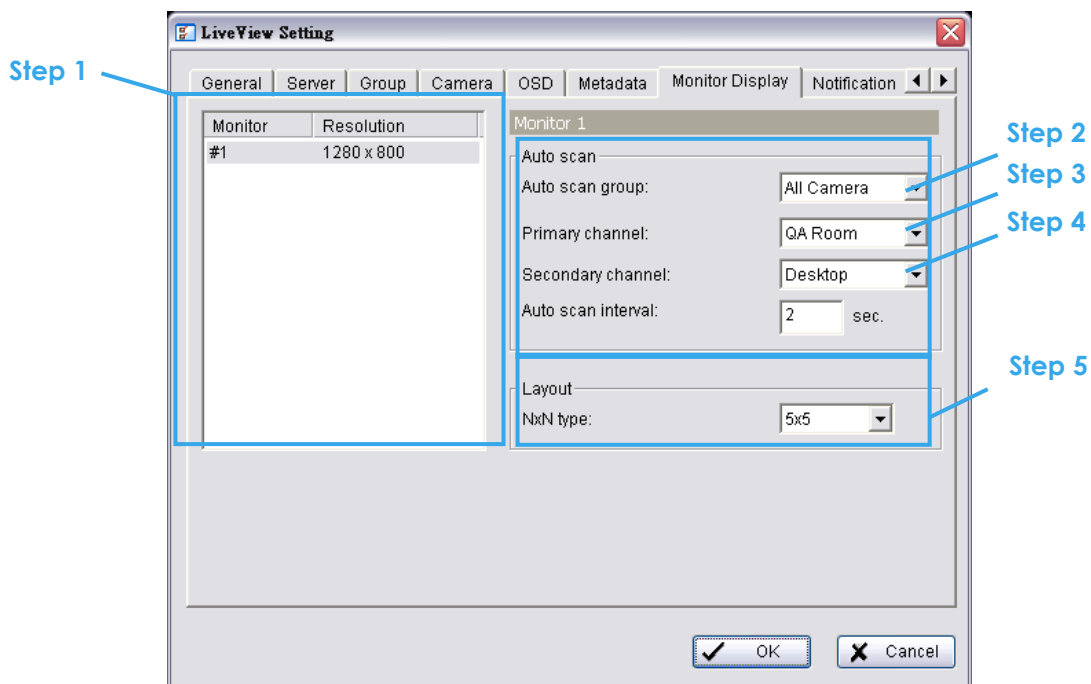 LiveView Setting
Step 1
General Server Group Camera OSD Metadata Monitor Display Notification
Monitor Resolution
#1 1280 x 800
Monitor 1
Auto scan
Auto scan group: All Camera
Step 2
Primary channel: QA Room
Step 3
Secondary channel: Desktop
Step 4
Auto scan interval: 2 sec.
Layout
NxN type: 5x5
Step 5
OK Cancel